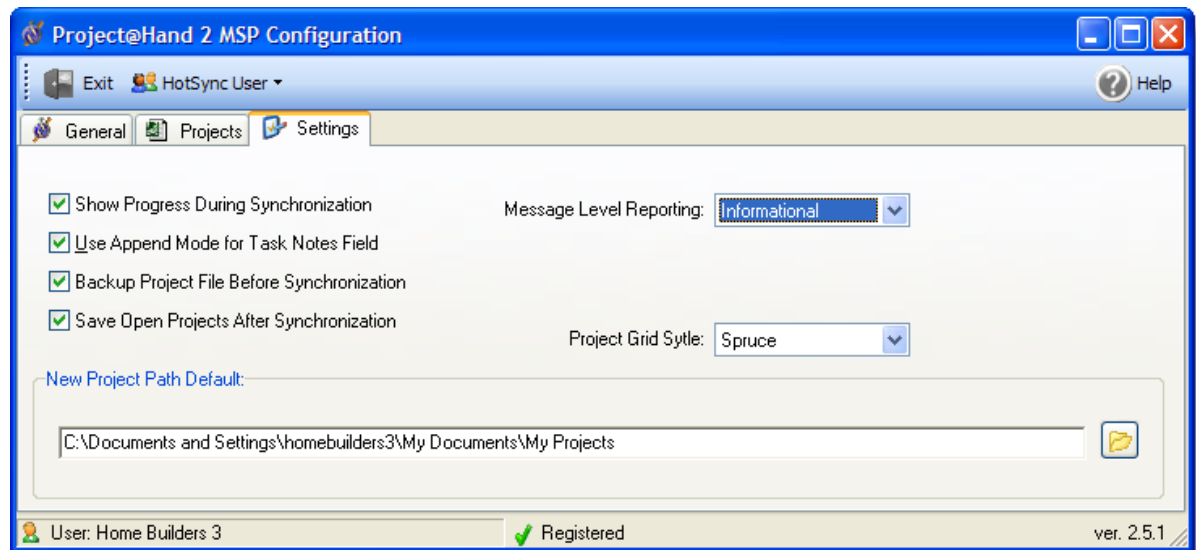 Project@Hand 2 MSP Configuration
Exit HotSync User Help
General Projects Settings
Show Progress During Synchronization
Message Level Reporting: Informational
Use Append Mode for Task Notes Field
Backup Project File Before Synchronization
Save Open Projects After Synchronization
Project Grid Sytle: Spruce
New Project Path Default:
C:\Documents and Settings\homebuilders3\My Documents\My Projects
User: Home Builders 3 Registered ver. 2.5.1